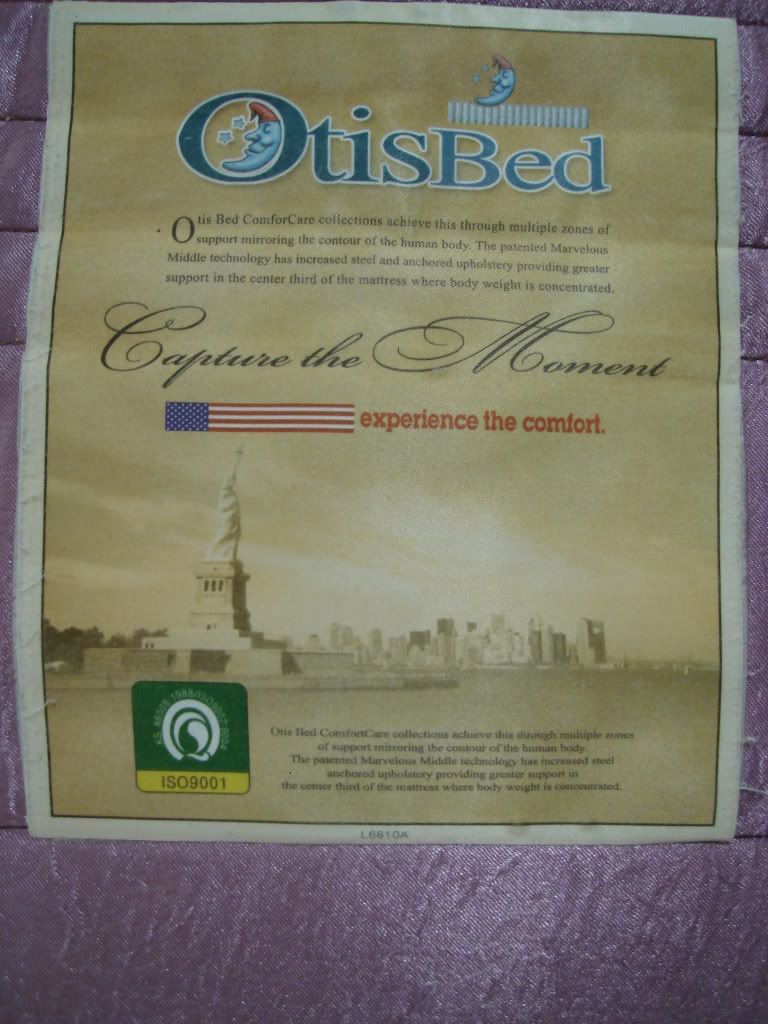 OtisBed
Otis Bed ComforCare collections achieve this through multiple zones of
support mirroring the contour of the human body. The patented Marvelous
Middle technology has increased steel and anchored upholstery providing greater
support in the center third of the mattress where body weight is concentrated.
Capture the Moment
experience the comfort.
Otis Bed ComfortCare collections achieve this through multiple zones
of support mirroring the contour of the human body.
The patented Marvelous Middle technology has increased steel
anchored upholstery providing greater support in
the center third of the mattress where body weight is concentrated.
ISO9001
L6610A